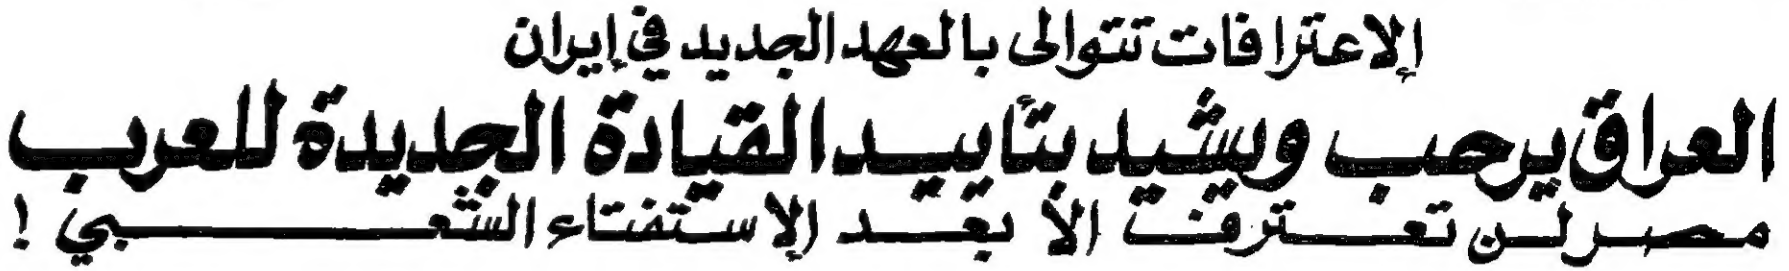 الإعترافات تتوالى بالعهد الجديد في إيران
العراق يرحب ويشيد بتأييد القيادة الجديدة للعرب
مصر لن تعترف الأ بعد الإستفتاء الشعبي !